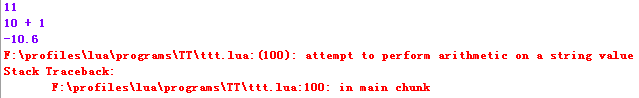 11
10 + 1
-10.6
F:\profiles\lua\programs\TT\ttt.lua:(100): attempt to perform arithmetic on a string value
Stack Traceback:
F:\profiles\lua\programs\TT\ttt.lua:100: in main chunk